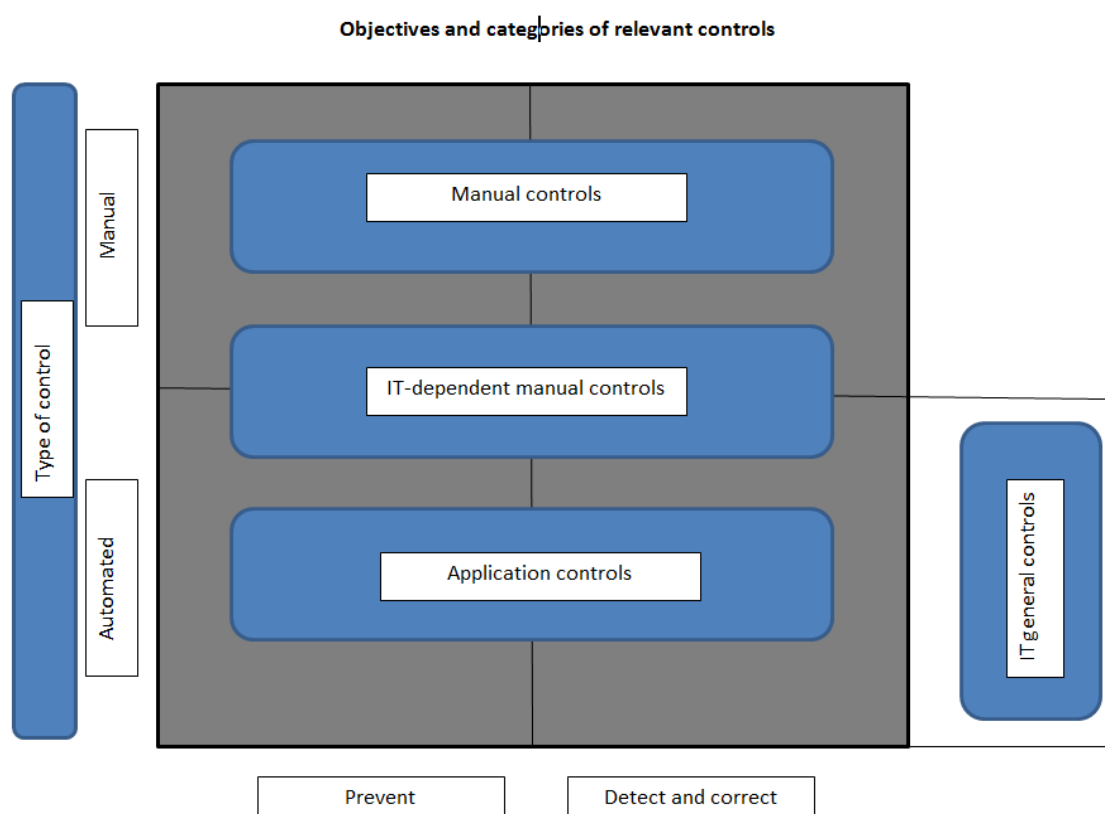 Objectives and categories of relevant controls
Type of control
Manual
Automated
Manual controls
IT-dependent manual controls
Application controls
IT general controls
Prevent
Detect and correct